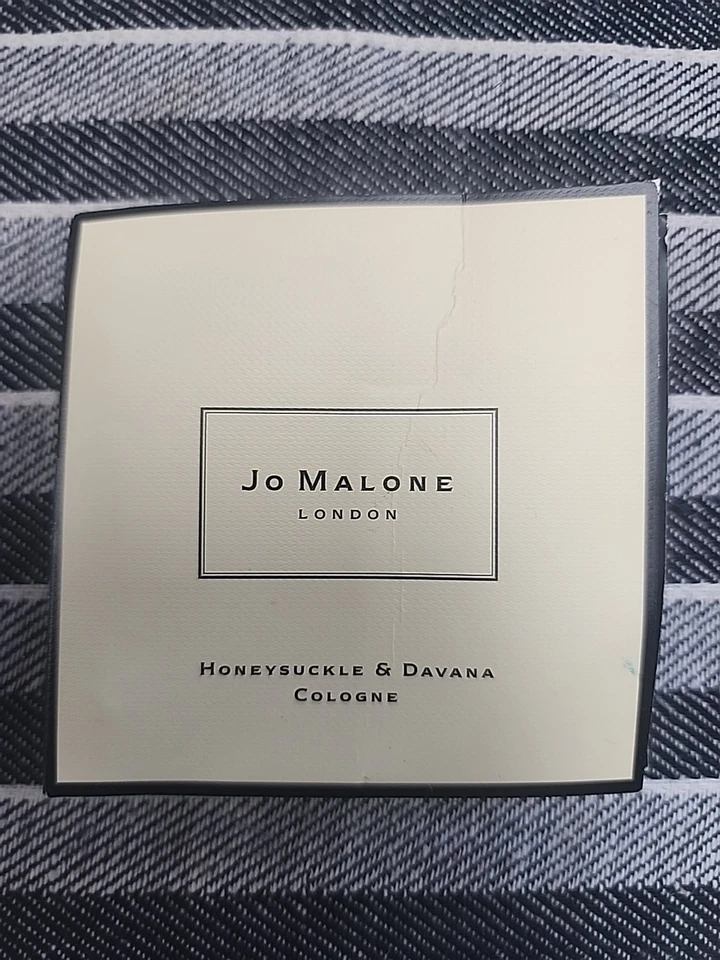 Jo Malone
LONDON
Honeysuckle & Davana
Cologne